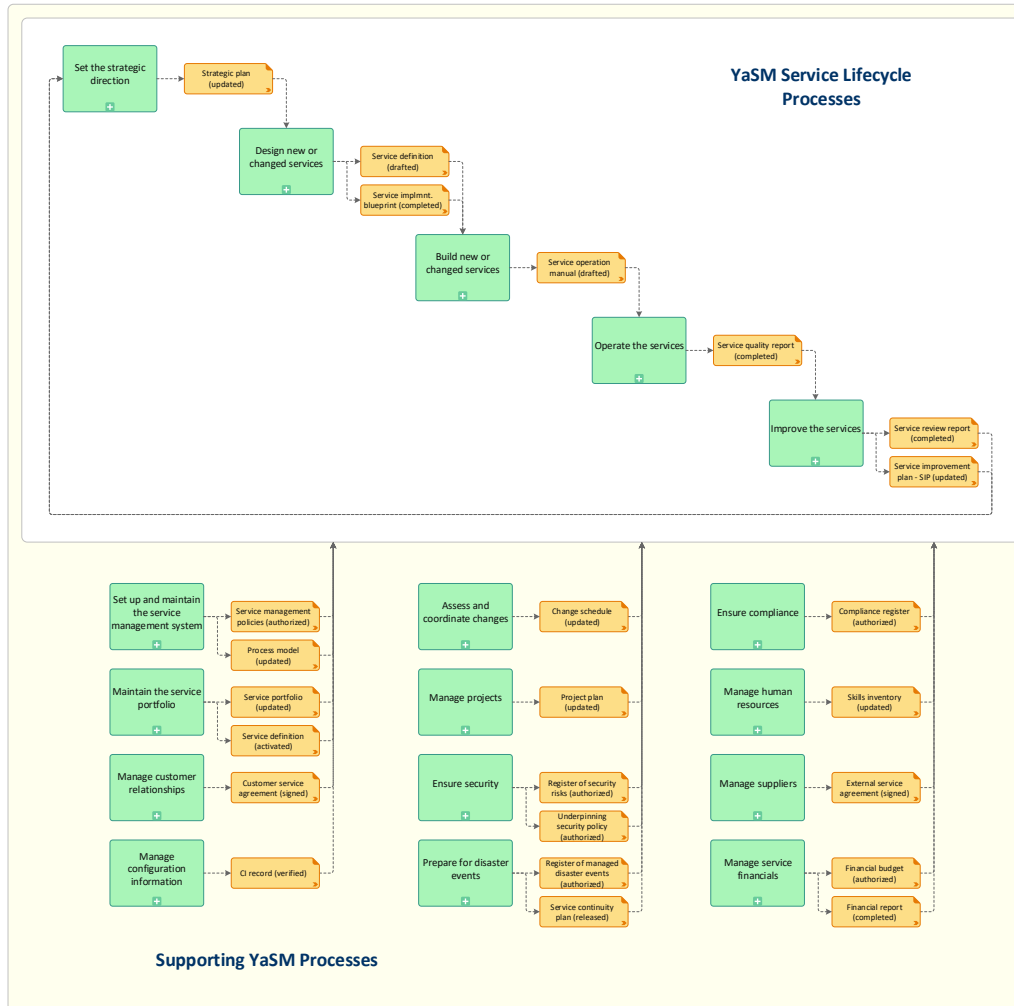 YaSM Service Lifecycle
Processes
Set the strategic
direction
Strategic plan
(updated)
Design new or
changed services
Service definition
(drafted)
Service implmnt.
blueprint (completed)
Build new or
changed services
Service operation
manual (drafted)
Operate the services
Service quality report
(completed)
Improve the services
Service review report
(completed)
Service improvement
plan - SIP (updated)
Set up and maintain
the service
management system
Service management
policies (authorized)
Process model
(updated)
Maintain the service
portfolio
Service portfolio
(updated)
Service definition
(activated)
Manage customer
relationships
Customer service
agreement (signed)
Manage
configuration
information
CI record (verified)
Assess and
coordinate changes
Change schedule
(updated)
Manage projects
Project plan
(updated)
Ensure security
Register of security
risks (authorized)
Underpinning
security policy
(authorized)
Prepare for disaster
events
Register of managed
disaster events
(authorized)
Service continuity
plan (released)
Ensure compliance
Compliance register
(authorized)
Manage human
resources
Skills inventory
(updated)
Manage suppliers
External service
agreement (signed)
Manage service
financials
Financial budget
(authorized)
Financial report
(completed)
Supporting YaSM Processes